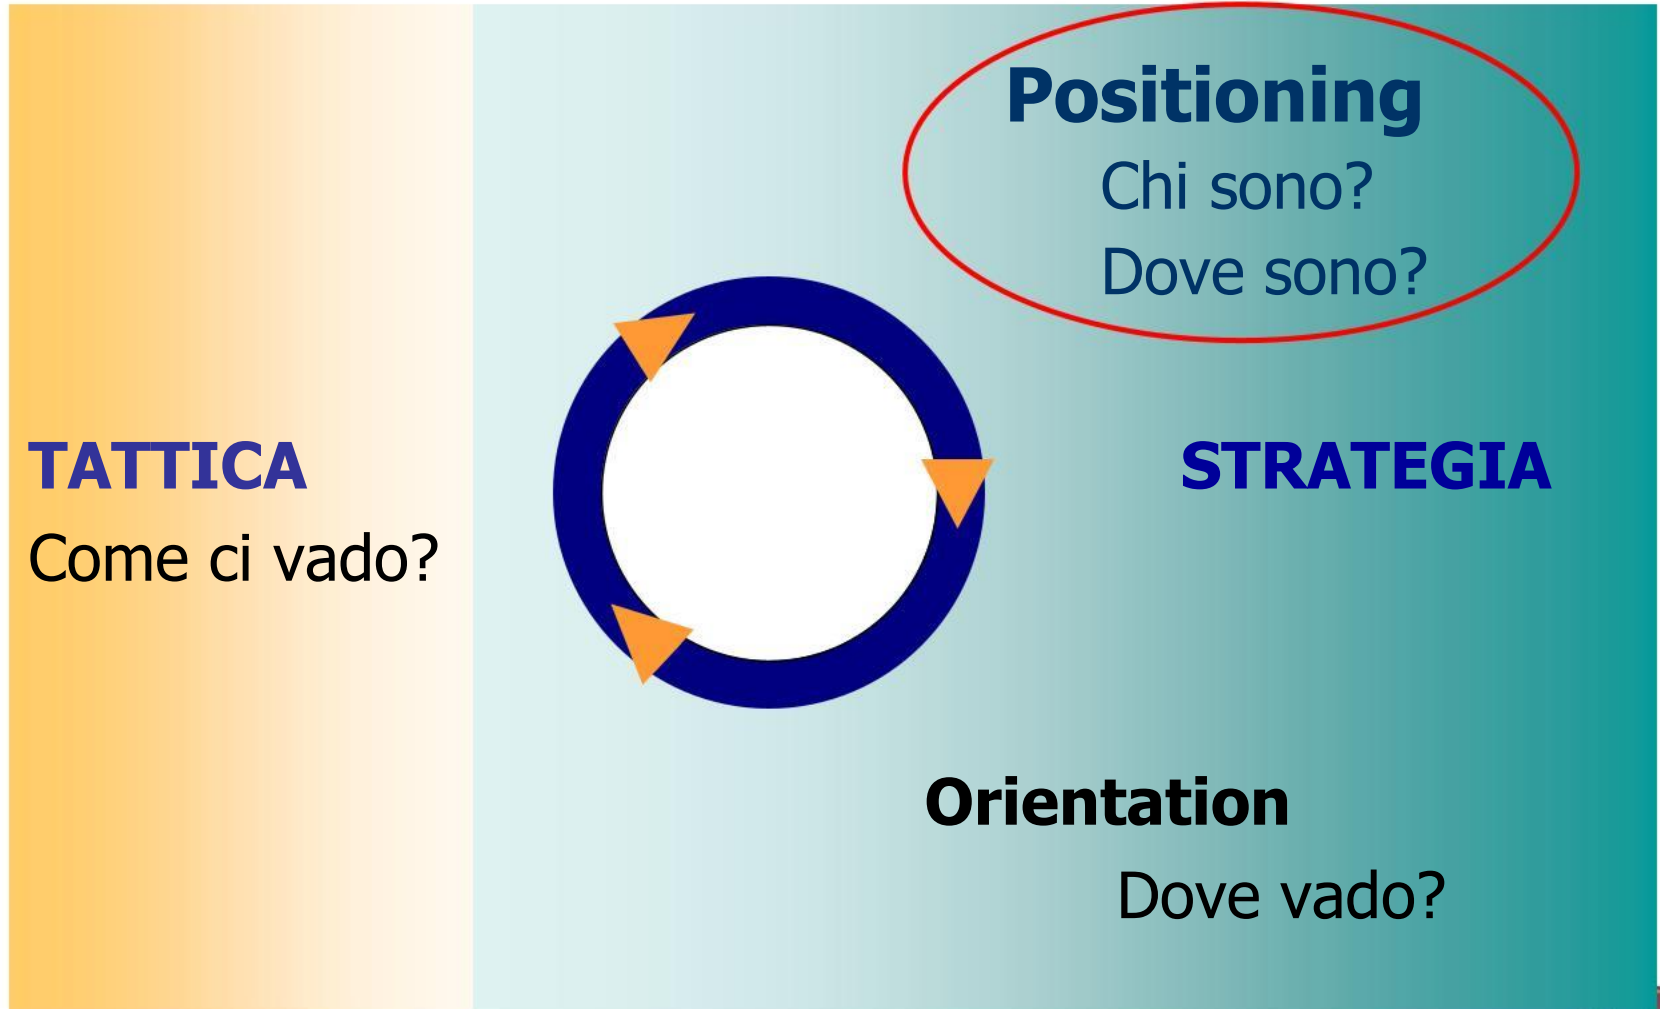 Positioning
Chi sono?
Dove sono?
TATTICA
Come ci vado?
STRATEGIA
Orientation
Dove vado?